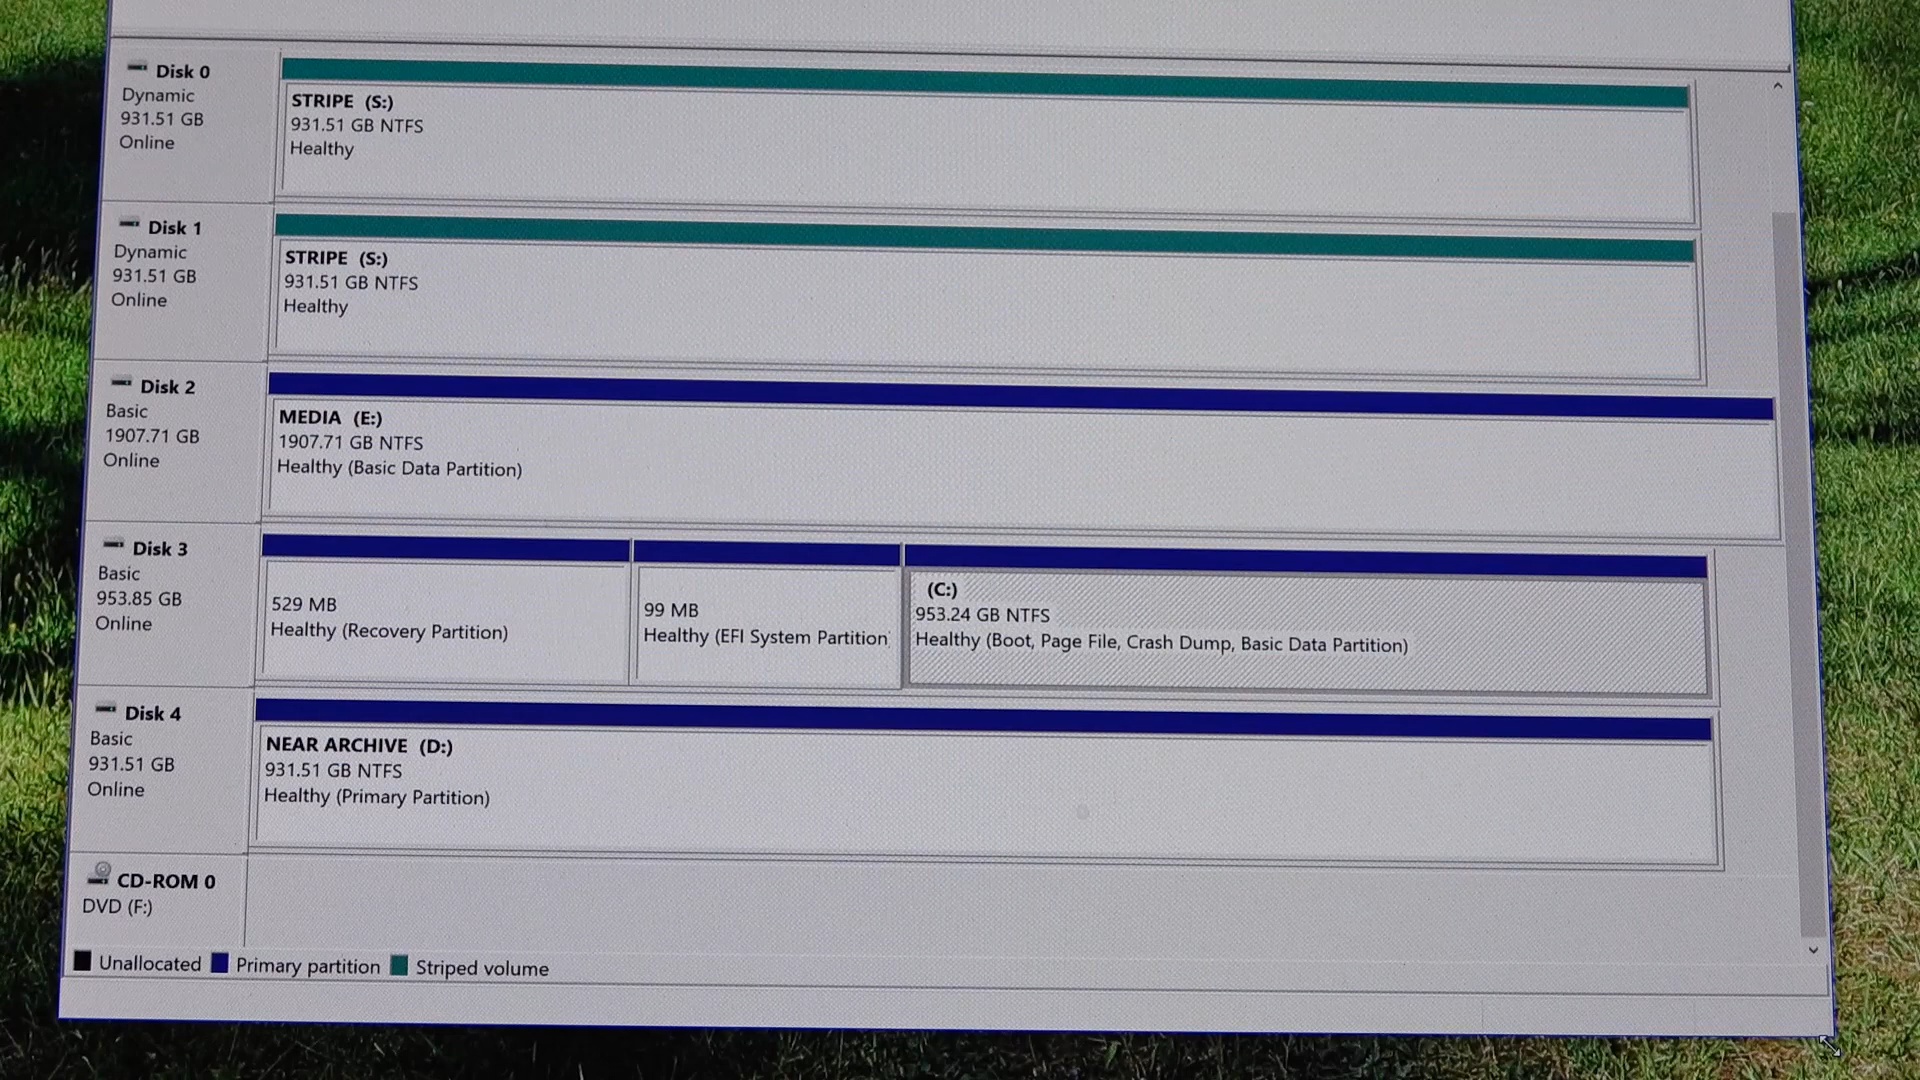 Disk 0
Dynamic
931.51 GB
Online
STRIPE (S:)
931.51 GB NTFS
Healthy
Disk 1
Dynamic
931.51 GB
Online
STRIPE (S:)
931.51 GB NTFS
Healthy
Disk 2
Basic
1907.71 GB
Online
MEDIA (E:)
1907.71 GB NTFS
Healthy (Basic Data Partition)
Disk 3
Basic
953.85 GB
Online
529 MB
Healthy (Recovery Partition)
99 MB
Healthy (EFI System Partition
(C:)
953.24 GB NTFS
Healthy (Boot, Page File, Crash Dump, Basic Data Partition)
Disk 4
Basic
931.51 GB
Online
NEAR ARCHIVE (D:)
931.51 GB NTFS
Healthy (Primary Partition)
CD-ROM 0
DVD (F:)
Unallocated Primary partition Striped volume